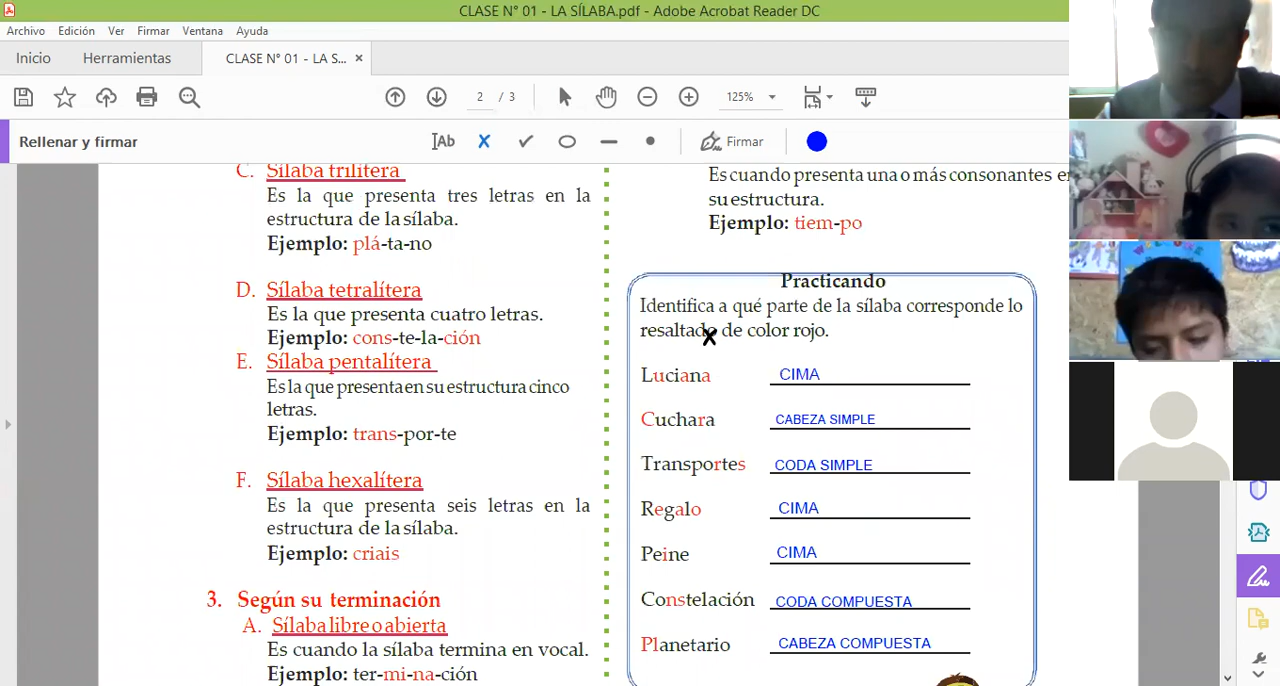 CLASE N° 01 - LA SÍLABA.pdf - Adobe Acrobat Reader DC
Archivo Edición Ver Firmar Ventana Ayuda
Inicio Herramientas CLASE N° 01 - LA S... ×
2 / 3 125%
Rellenar y firmar Ab Firmar
C. Sílaba trilítera
Es la que presenta tres letras en la
estructura de la sílaba.
Ejemplo: plá-ta-no
D. Sílaba tetralítera
Es la que presenta cuatro letras.
Ejemplo: cons-te-la-ción
E. Sílaba pentalítera
Es la que presenta en su estructura cinco
letras.
Ejemplo: trans-por-te
F. Sílaba hexalítera
Es la que presenta seis letras en la
estructura de la sílaba.
Ejemplo: criais
3. Según su terminación
A. Sílaba libre o abierta
Es cuando la sílaba termina en vocal.
Ejemplo: ter-mi-na-ción
Es cuando presenta una o más consonantes en
su estructura.
Ejemplo: tiem-po
Practicando
Identifica a qué parte de la sílaba corresponde lo
resaltado de color rojo.
Luciana CIMA
Cuchara CABEZA SIMPLE
Transportes CODA SIMPLE
Regalo CIMA
Peine CIMA
Constelación CODA COMPUESTA
Planetario CABEZA COMPUESTA